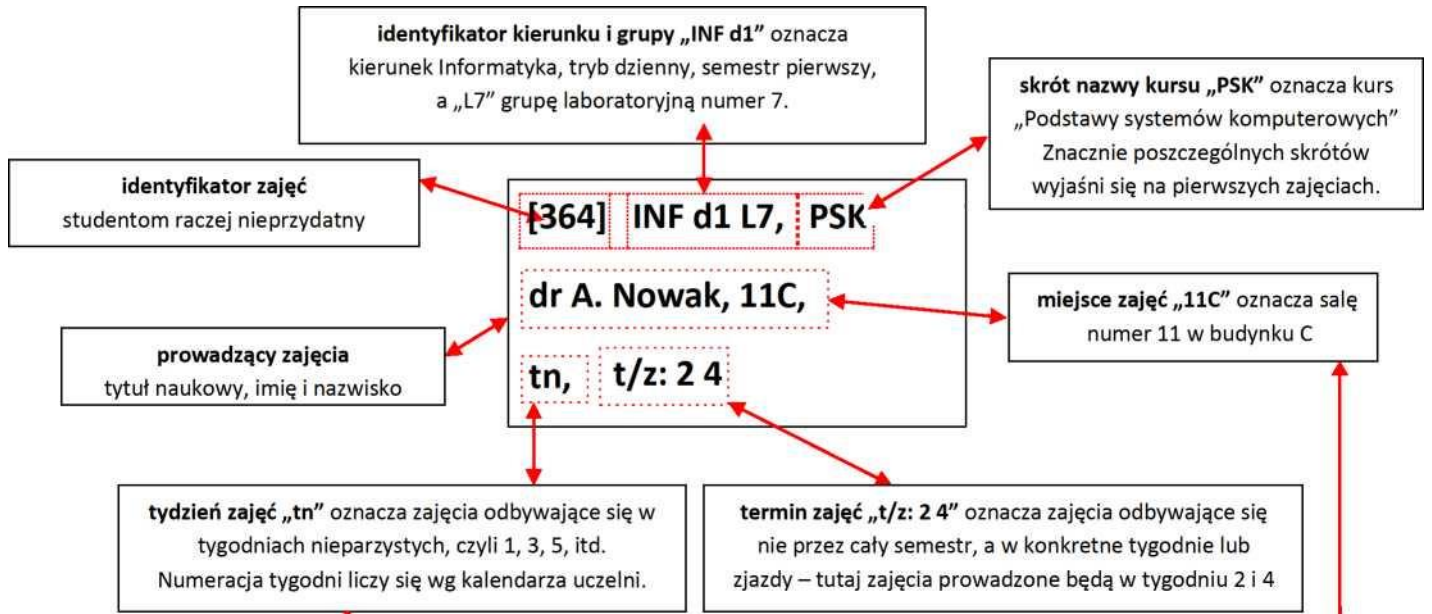 identyfikator kierunku i grupy „INF d1” oznacza
kierunek Informatyka, tryb dzienny, semestr pierwszy,
a „L7” grupę laboratoryjną numer 7.
skrót nazwy kursu „PSK” oznacza kurs
„Podstawy systemów komputerowych”
Znacznie poszczególnych skrótów
wyjaśni się na pierwszych zajęciach.
identyfikator zajęć
studentom raczej nieprzydatny
[364] INF d1 L7, PSK
dr A. Nowak, 11C,
tn, t/z: 2 4
miejsce zajęć „11C” oznacza salę
numer 11 w budynku C
prowadzący zajęcia
tytuł naukowy, imię i nazwisko
tydzień zajęć „tn” oznacza zajęcia odbywające się w
tygodniach nieparzystych, czyli 1, 3, 5, itd.
Numeracja tygodni liczy się wg kalendarza uczelni.
termin zajęć „t/z: 2 4” oznacza zajęcia odbywające się
nie przez cały semestr, a w konkretne tygodnie lub
zjazdy – tutaj zajęcia prowadzone będą w tygodniu 2 i 4